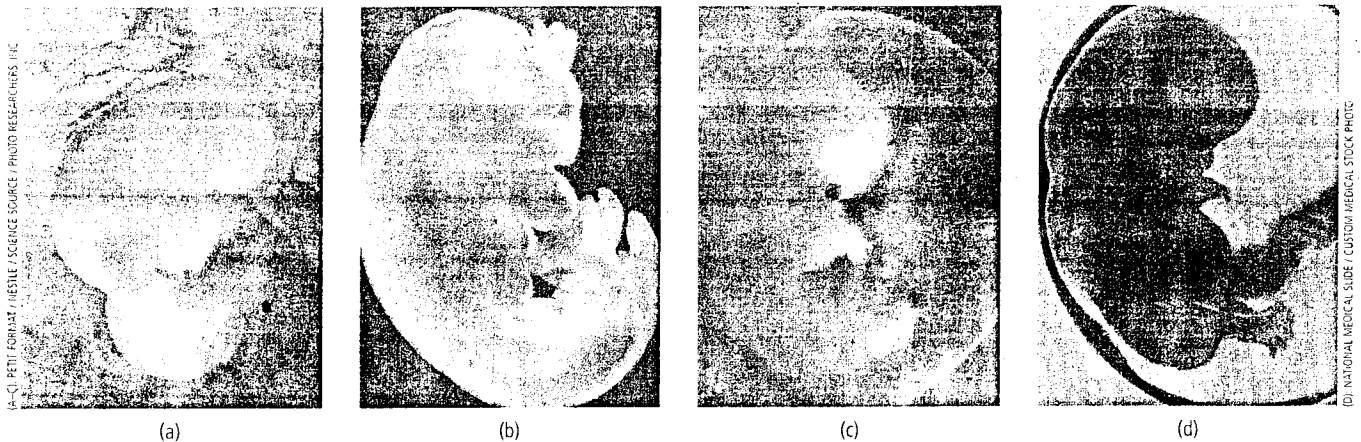 (A–C) PETIT FORMAT / NESTLE / SCIENCE SOURCE / PHOTO RESEARCHERS, INC.
(a)
(b)
(c)
(d)
(D) NATIONAL MEDICAL SLIDE / CUSTOM MEDICAL STOCK PHOTO